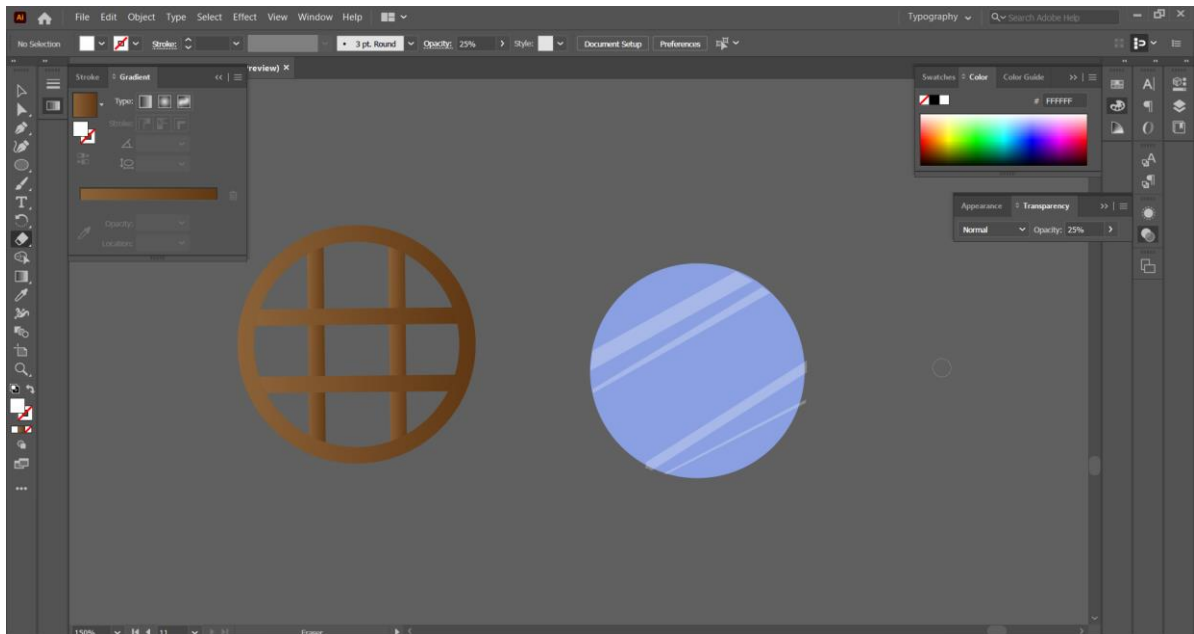 Ai File Edit Object Type Select Effect View Window Help Typography Search Adobe Help
No Selection Stroke: 3 pt. Round Opacity: 25% Style: Document Setup Preferences
review) ×
Stroke Gradient
Type:
Stroke:
Opacity:
Location:
Swatches Color Color Guide
# FFFFFF
Appearance Transparency
Normal Opacity: 25%
150% 11 Eraser